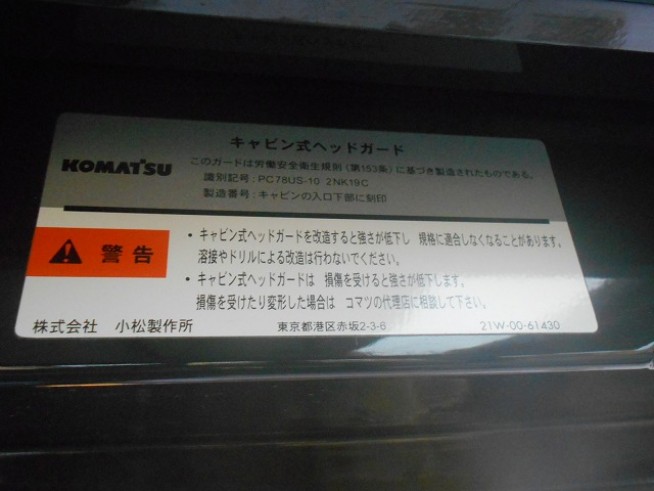 キャビン式ヘッドガード
KOMATSU
このガードは労働安全衛生規則(第153条)に基づき製造されたものである。
識別記号:PC78US-10 2NK19C
製造番号:キャビンの入口下部に刻印
警告
・キャビン式ヘッドガードを改造すると強さが低下し 規格に適合しなくなることがあります。
溶接やドリルによる改造は行わないでください。
・キャビン式ヘッドガードは 損傷を受けると強さが低下します。
損傷を受けたり変形した場合は コマツの代理店に相談して下さい。
株式会社 小松製作所 東京都港区赤坂2-3-6 21W-00-61430